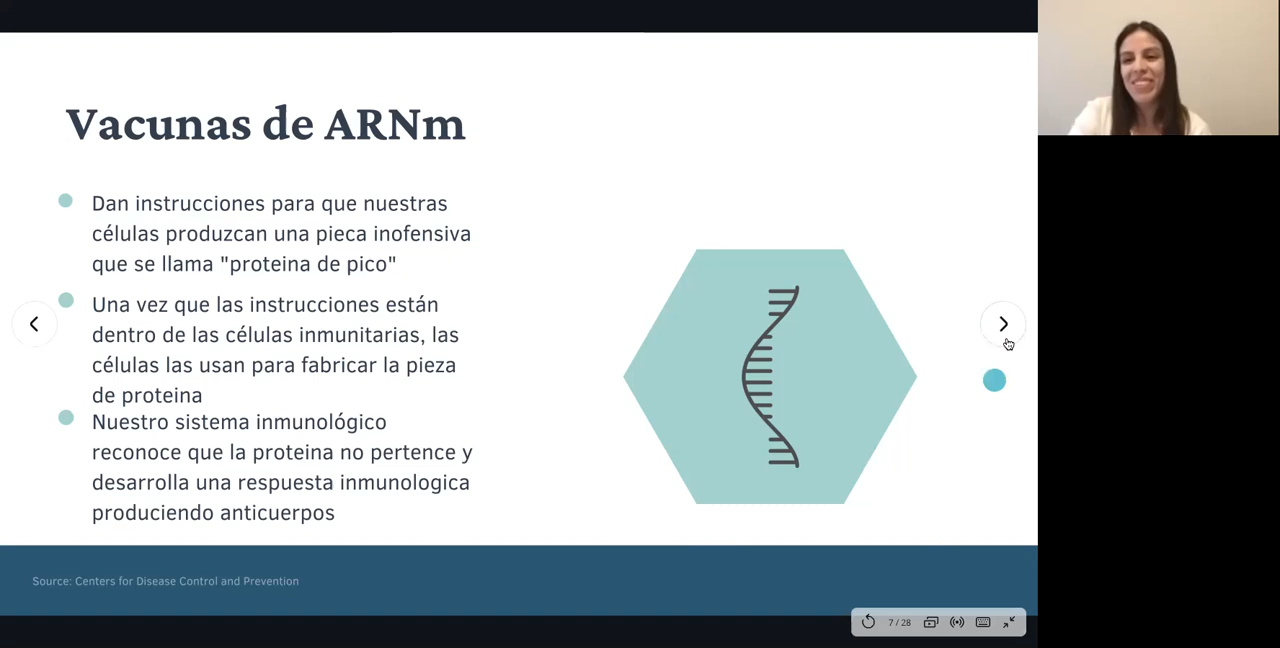 Vacunas de ARNm
Dan instrucciones para que nuestras
células produzcan una pieca inofensiva
que se llama "proteina de pico"
Una vez que las instrucciones están
dentro de las células inmunitarias, las
células las usan para fabricar la pieza
de proteina
Nuestro sistema inmunológico
reconoce que la proteina no pertence y
desarrolla una respuesta inmunologica
produciendo anticuerpos
Source: Centers for Disease Control and Prevention
7 / 28